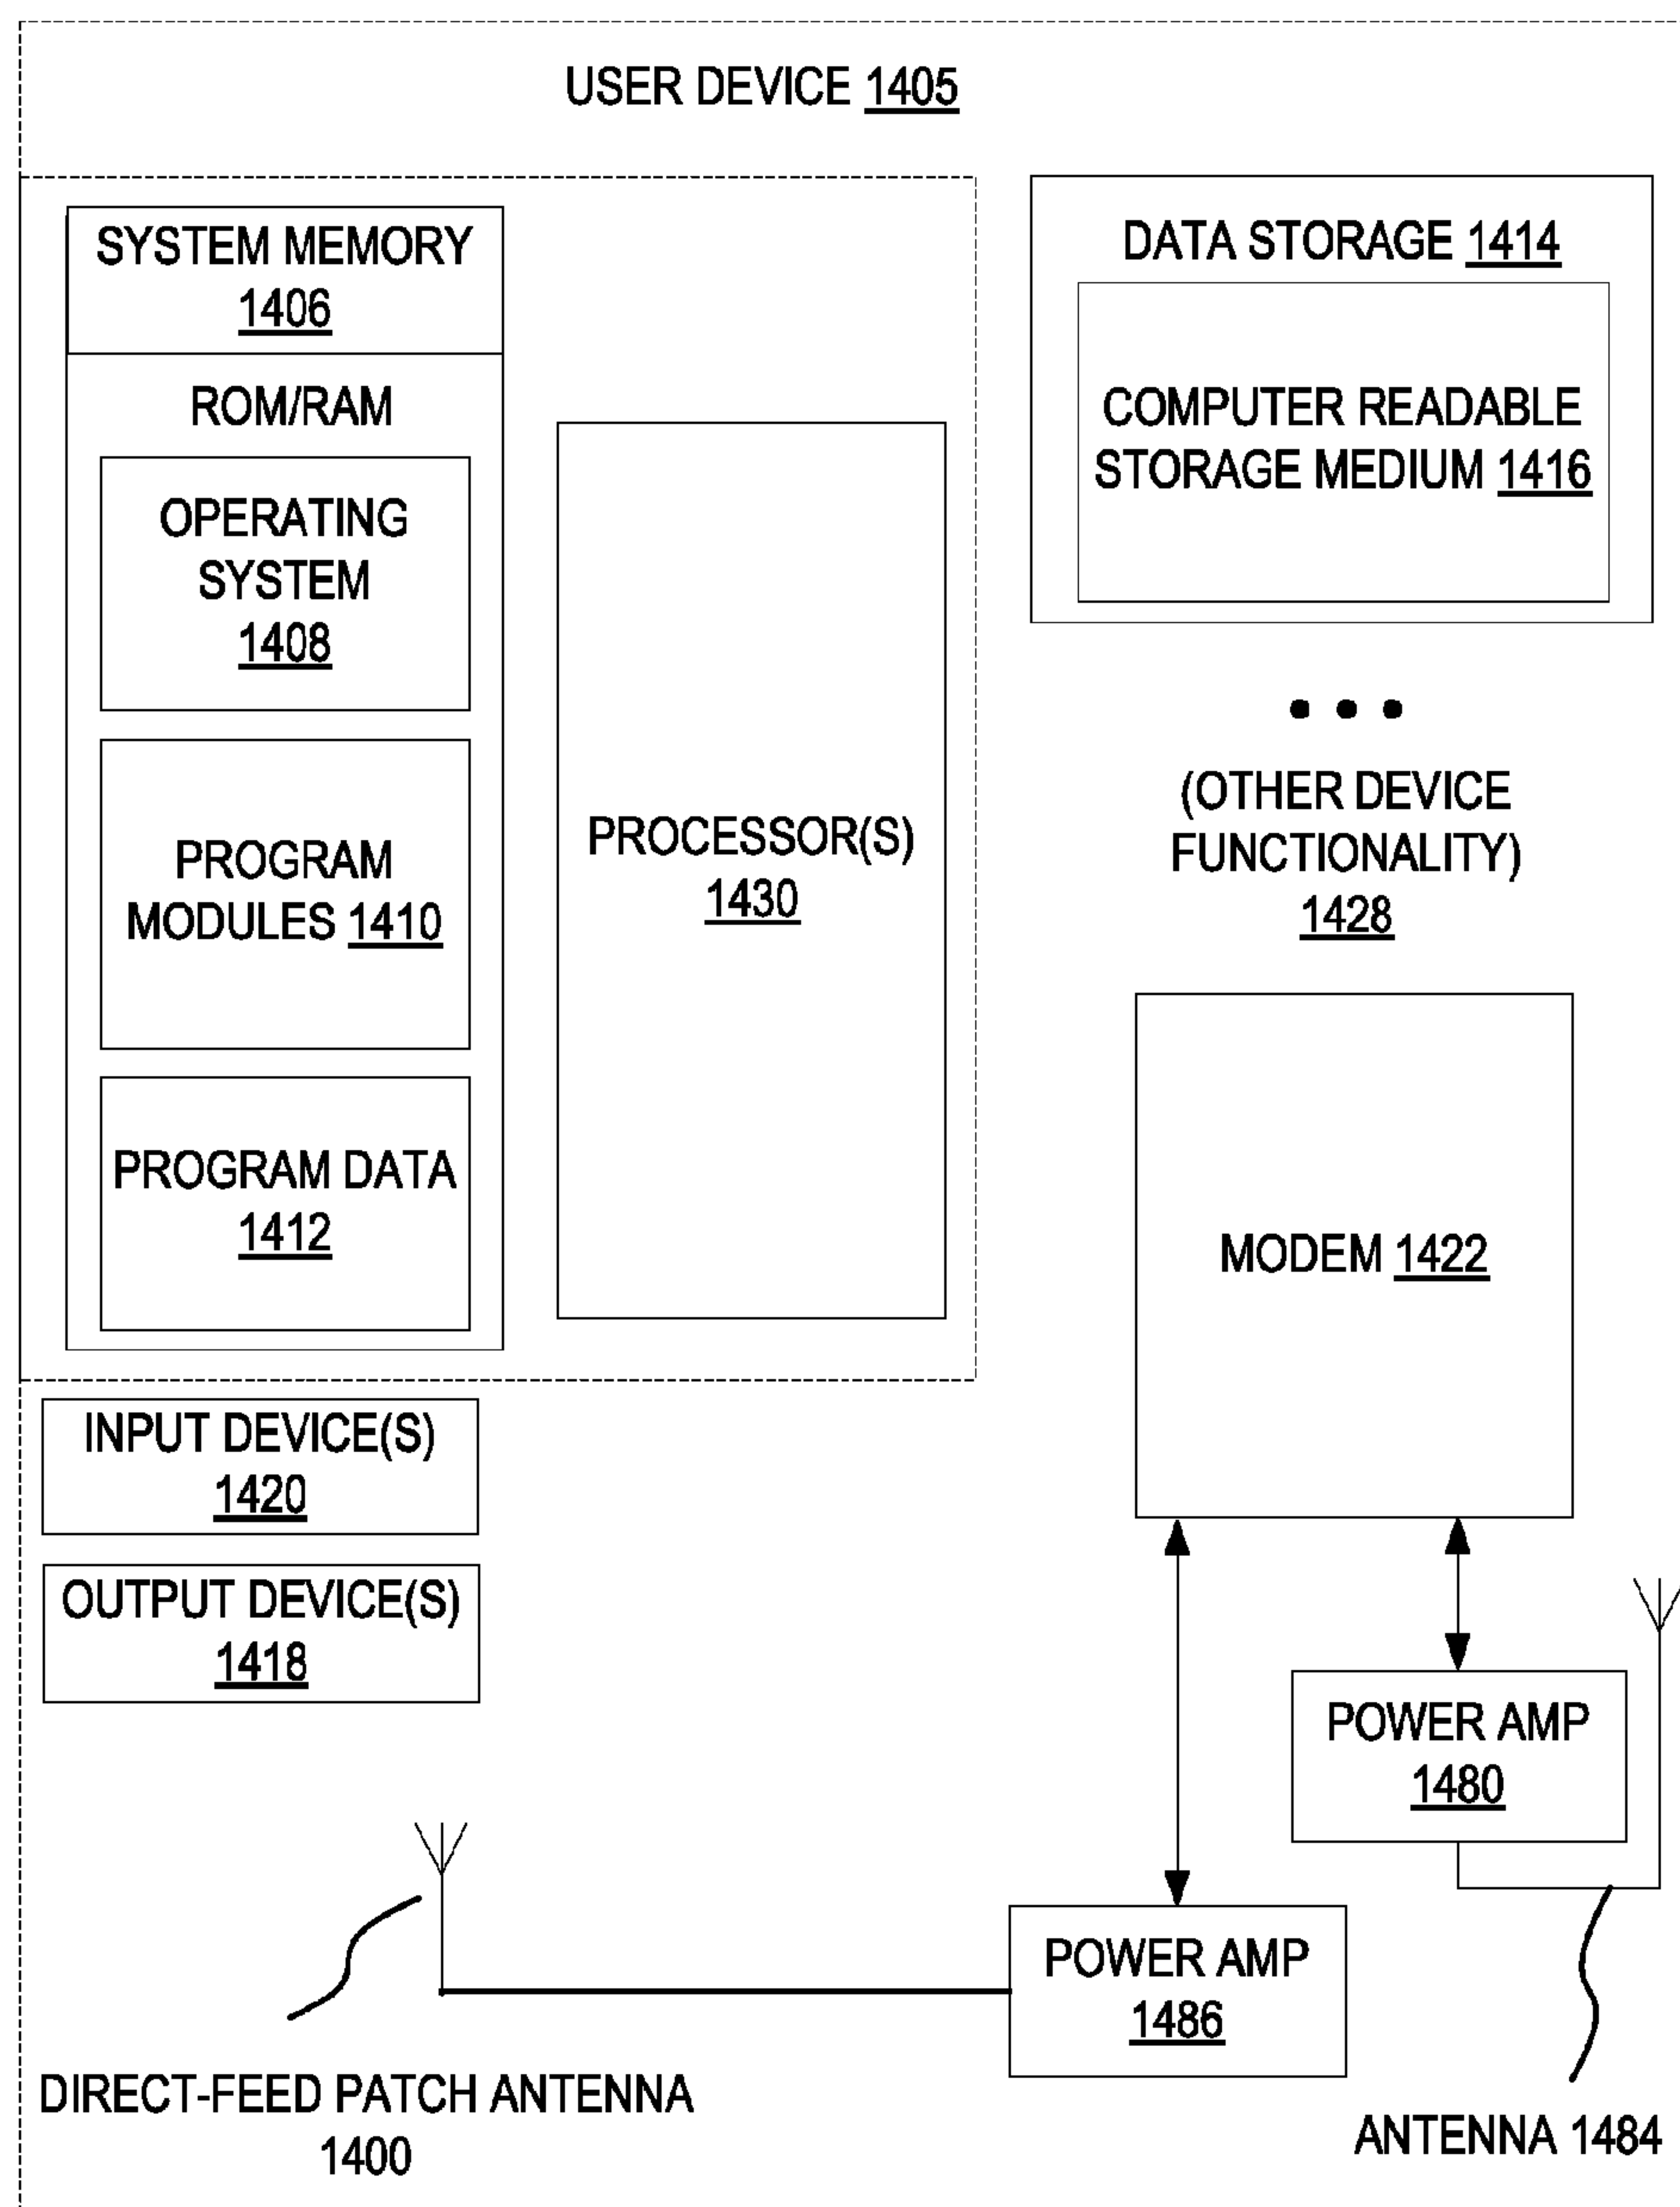 USER DEVICE 1405
SYSTEM MEMORY
1406
ROM/RAM
OPERATING
SYSTEM
1408
PROGRAM
MODULES 1410
PROGRAM DATA
1412
PROCESSOR(S)
1430
DATA STORAGE 1414
COMPUTER READABLE
STORAGE MEDIUM 1416
(OTHER DEVICE
FUNCTIONALITY)
1428
MODEM 1422
INPUT DEVICE(S)
1420
OUTPUT DEVICE(S)
1418
POWER AMP
1480
POWER AMP
1486
DIRECT-FEED PATCH ANTENNA
1400
ANTENNA 1484